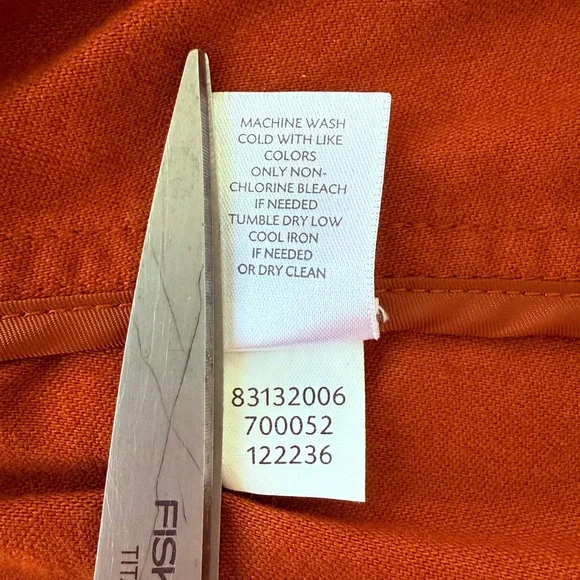 MACHINE WASH
COLD WITH LIKE
COLORS
ONLY NON-
CHLORINE BLEACH
IF NEEDED
TUMBLE DRY LOW
COOL IRON
IF NEEDED
OR DRY CLEAN
83132006
700052
122236
FISK
TITA